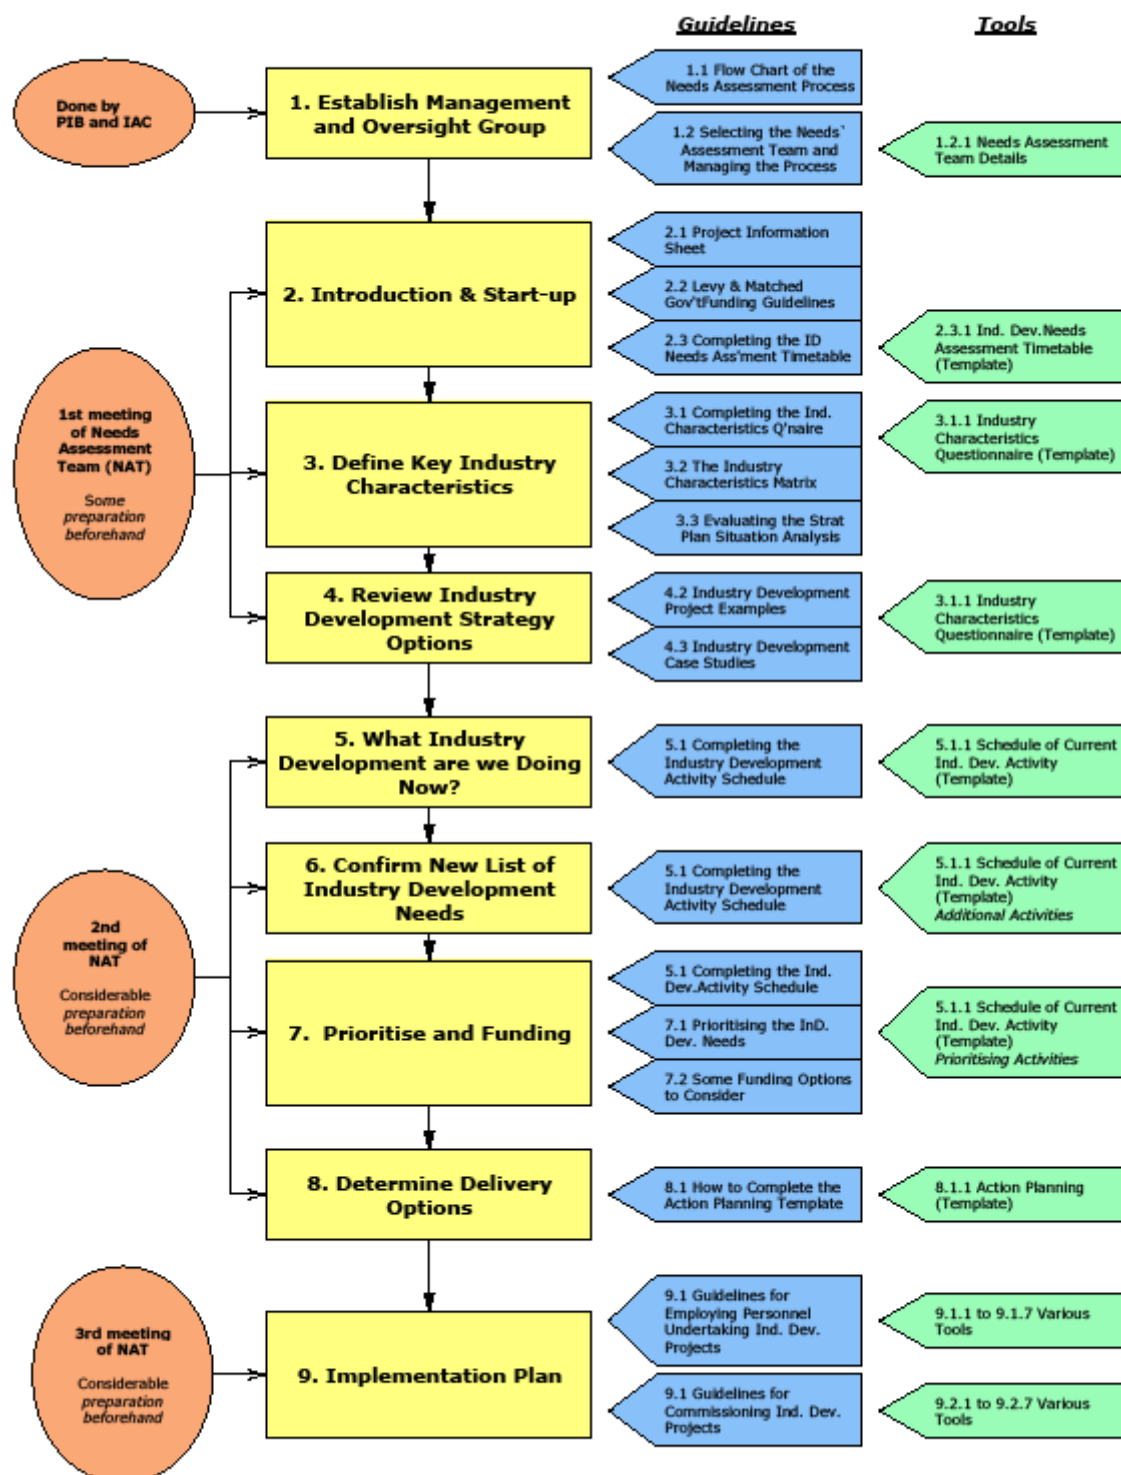 Guidelines
Tools
Done by
PIB and IAC
1. Establish Management
and Oversight Group
1.1 Flow Chart of the
Needs Assessment Process
1.2 Selecting the Needs`
Assessment Team and
Managing the Process
1.2.1 Needs Assessment
Team Details
2. Introduction & Start-up
2.1 Project Information
Sheet
2.2 Levy & Matched
Gov'tFunding Guidelines
2.3 Completing the ID
Needs Ass'ment Timetable
2.3.1 Ind. Dev.Needs
Assessment Timetable
(Template)
1st meeting
of Needs
Assessment
Team (NAT)
Some
preparation
beforehand
3. Define Key Industry
Characteristics
3.1 Completing the Ind.
Characteristics Q'naire
3.2 The Industry
Characteristics Matrix
3.3 Evaluating the Strat
Plan Situation Analysis
3.1.1 Industry
Characteristics
Questionnaire (Template)
4. Review Industry
Development Strategy
Options
4.2 Industry Development
Project Examples
4.3 Industry Development
Case Studies
3.1.1 Industry
Characteristics
Questionnaire (Template)
5. What Industry
Development are we Doing
Now?
5.1 Completing the
Industry Development
Activity Schedule
5.1.1 Schedule of Current
Ind. Dev. Activity
(Template)
2nd
meeting of
NAT
Considerable
preparation
beforehand
6. Confirm New List of
Industry Development
Needs
5.1 Completing the
Industry Development
Activity Schedule
5.1.1 Schedule of Current
Ind. Dev. Activity
(Template)
Additional Activities
7. Prioritise and Funding
5.1 Completing the Ind.
Dev.Activity Schedule
7.1 Prioritising the InD.
Dev. Needs
7.2 Some Funding Options
to Consider
5.1.1 Schedule of Current
Ind. Dev. Activity
(Template)
Prioritising Activities
8. Determine Delivery
Options
8.1 How to Complete the
Action Planning Template
8.1.1 Action Planning
(Template)
3rd meeting
of NAT
Considerable
preparation
beforehand
9. Implementation Plan
9.1 Guidelines for
Employing Personnel
Undertaking Ind. Dev.
Projects
9.1.1 to 9.1.7 Various
Tools
9.1 Guidelines for
Commissioning Ind. Dev.
Projects
9.2.1 to 9.2.7 Various
Tools